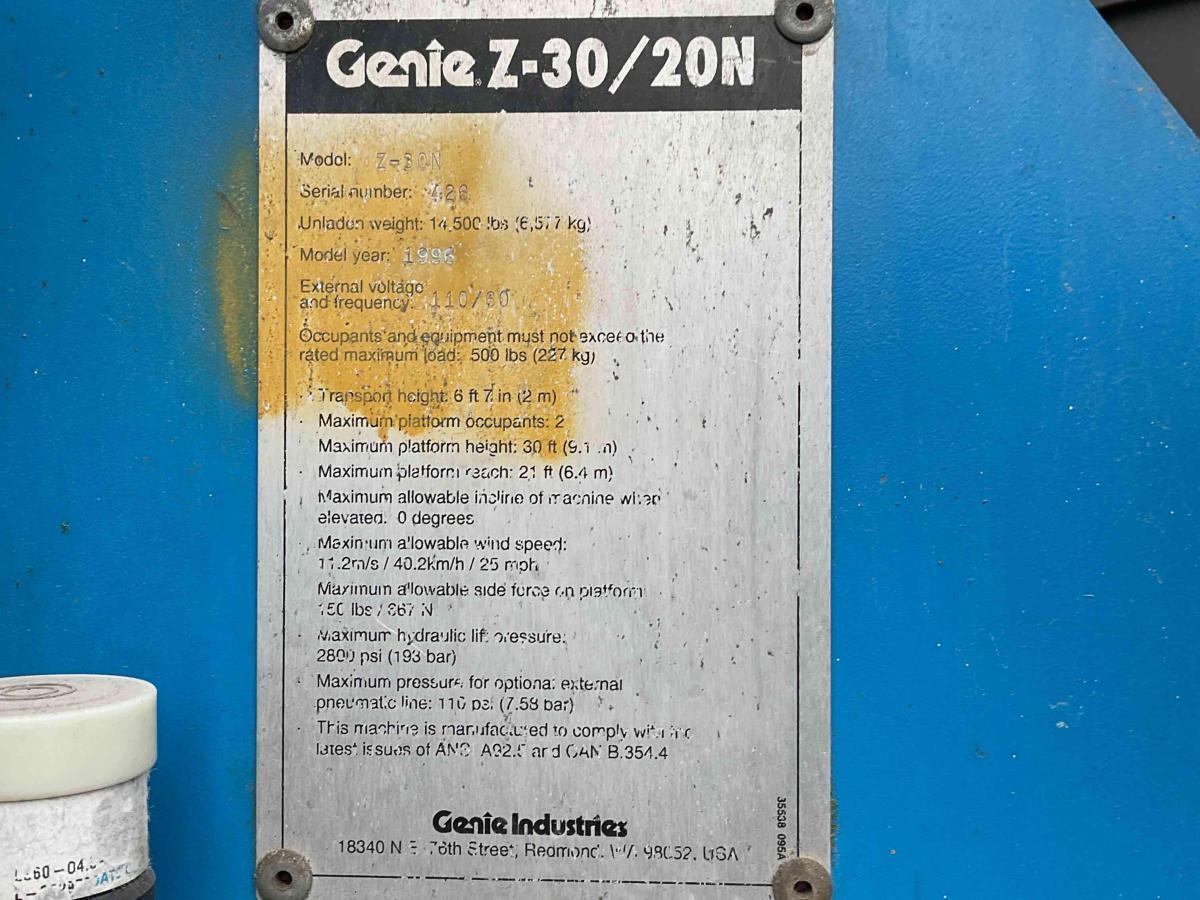 Genie Z-30/20N
Model: Z-30N
Serial number: 426
Unladen weight: 14,500 lbs (6,577 kg)
Model year: 1996
External voltage
and frequency: 110/60
Occupants and equipment must not exceed the
rated maximum load: 500 lbs (227 kg)
· Transport height: 6 ft 7 in (2 m)
· Maximum platform occupants: 2
· Maximum platform height: 30 ft (9.1 m)
· Maximum platform reach: 21 ft (6.4 m)
· Maximum allowable incline of machine when
elevated: 0 degrees
· Maximum allowable wind speed:
11.2m/s / 40.2km/h / 25 mph
· Maximum allowable side force on platform
150 lbs / 667 N
· Maximum hydraulic lift pressure:
2800 psi (193 bar)
· Maximum pressure for optional external
pneumatic line: 110 psi (7.58 bar)
· This machine is manufactured to comply with the
latest issues of ANSI A92.5 and CAN B.354.4
Genie Industries
18340 N.E. 76th Street, Redmond, WA. 98052. USA
35538 095A